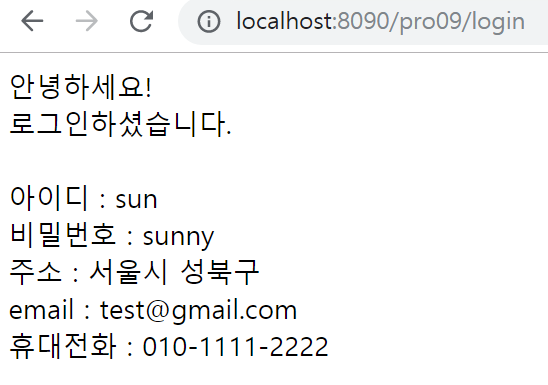 localhost:8090/pro09/login
안녕하세요!
로그인하셨습니다.
아이디 : sun
비밀번호 : sunny
주소 : 서울시 성북구
email : test@gmail.com
휴대전화 : 010-1111-2222